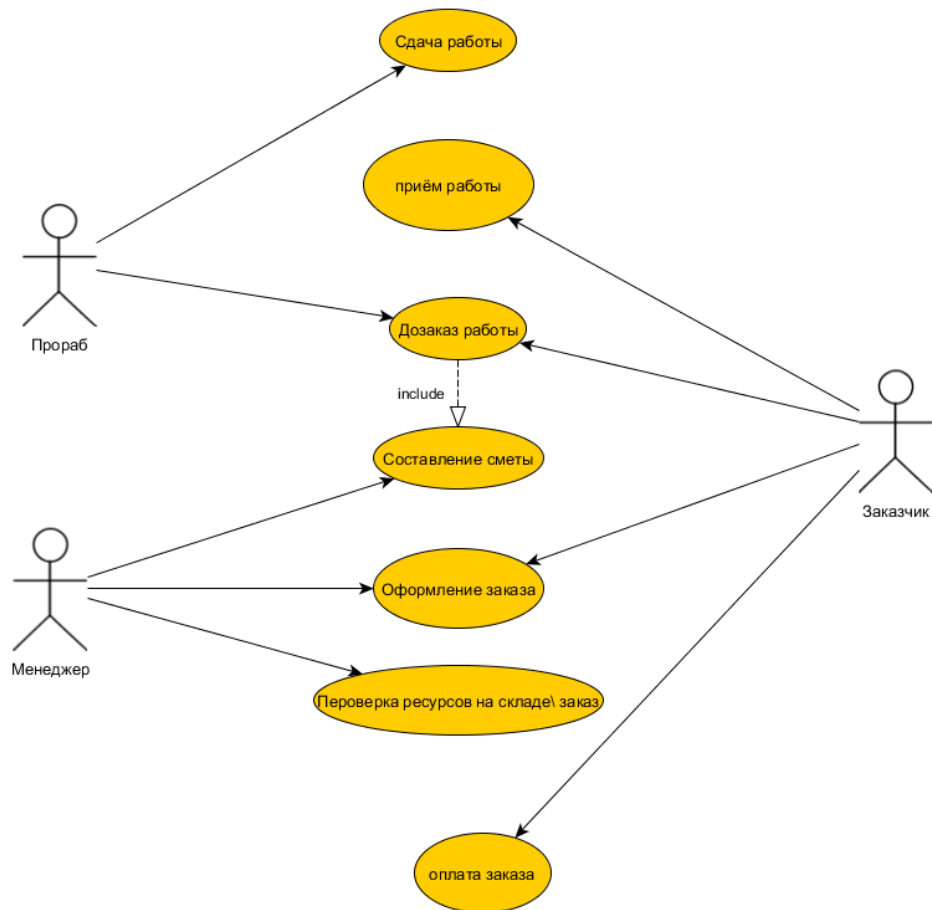 Сдача работы
приём работы
Прораб
Дозаказ работы
include
Составление сметы
Заказчик
Оформление заказа
Менеджер
Пероверка ресурсов на складе\ заказ
оплата заказа